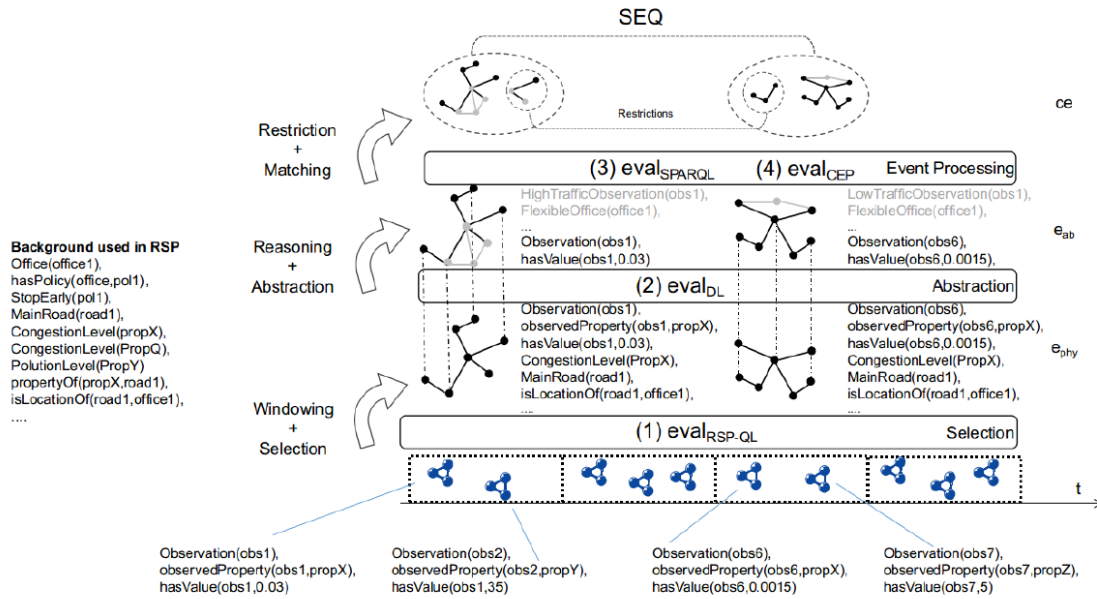 SEQ
Restrictions
ce
Restriction
+
Matching
(3) evalSPARQL
(4) evalCEP
Event Processing
HighTrafficObservation(obs1),
FlexibleOffice(office1),
...
Observation(obs1),
hasValue(obs1,0.03)
LowTrafficObservation(obs1),
FlexibleOffice(office1),
...
Observation(obs6),
hasValue(obs6,0.0015),
eab
Reasoning
+
Abstraction
Background used in RSP
Office(office1),
hasPolicy(office,pol1),
StopEarly(pol1),
MainRoad(road1),
CongestionLevel(propX),
CongestionLevel(PropQ),
PolutionLevel(PropY)
propertyOf(propX,road1),
isLocationOf(road1,office1),
....
(2) evalDL
Abstraction
Observation(obs1),
observedProperty(obs1,propX),
hasValue(obs1,0.03),
CongestionLevel(PropX),
MainRoad(road1),
isLocationOf(road1,office1),
....
Observation(obs6),
observedProperty(obs6,propX),
hasValue(obs6,0.0015),
CongestionLevel(PropX),
MainRoad(road1),
isLocationOf(road1,office1),
....
ephy
Windowing
+
Selection
(1) evalRSP-QL
Selection
t
Observation(obs1),
observedProperty(obs1,propX),
hasValue(obs1,0.03)
Observation(obs2),
observedProperty(obs2,propY),
hasValue(obs1,35)
Observation(obs6),
observedProperty(obs6,propX),
hasValue(obs6,0.0015)
Observation(obs7),
observedProperty(obs7,propZ),
hasValue(obs7,5)